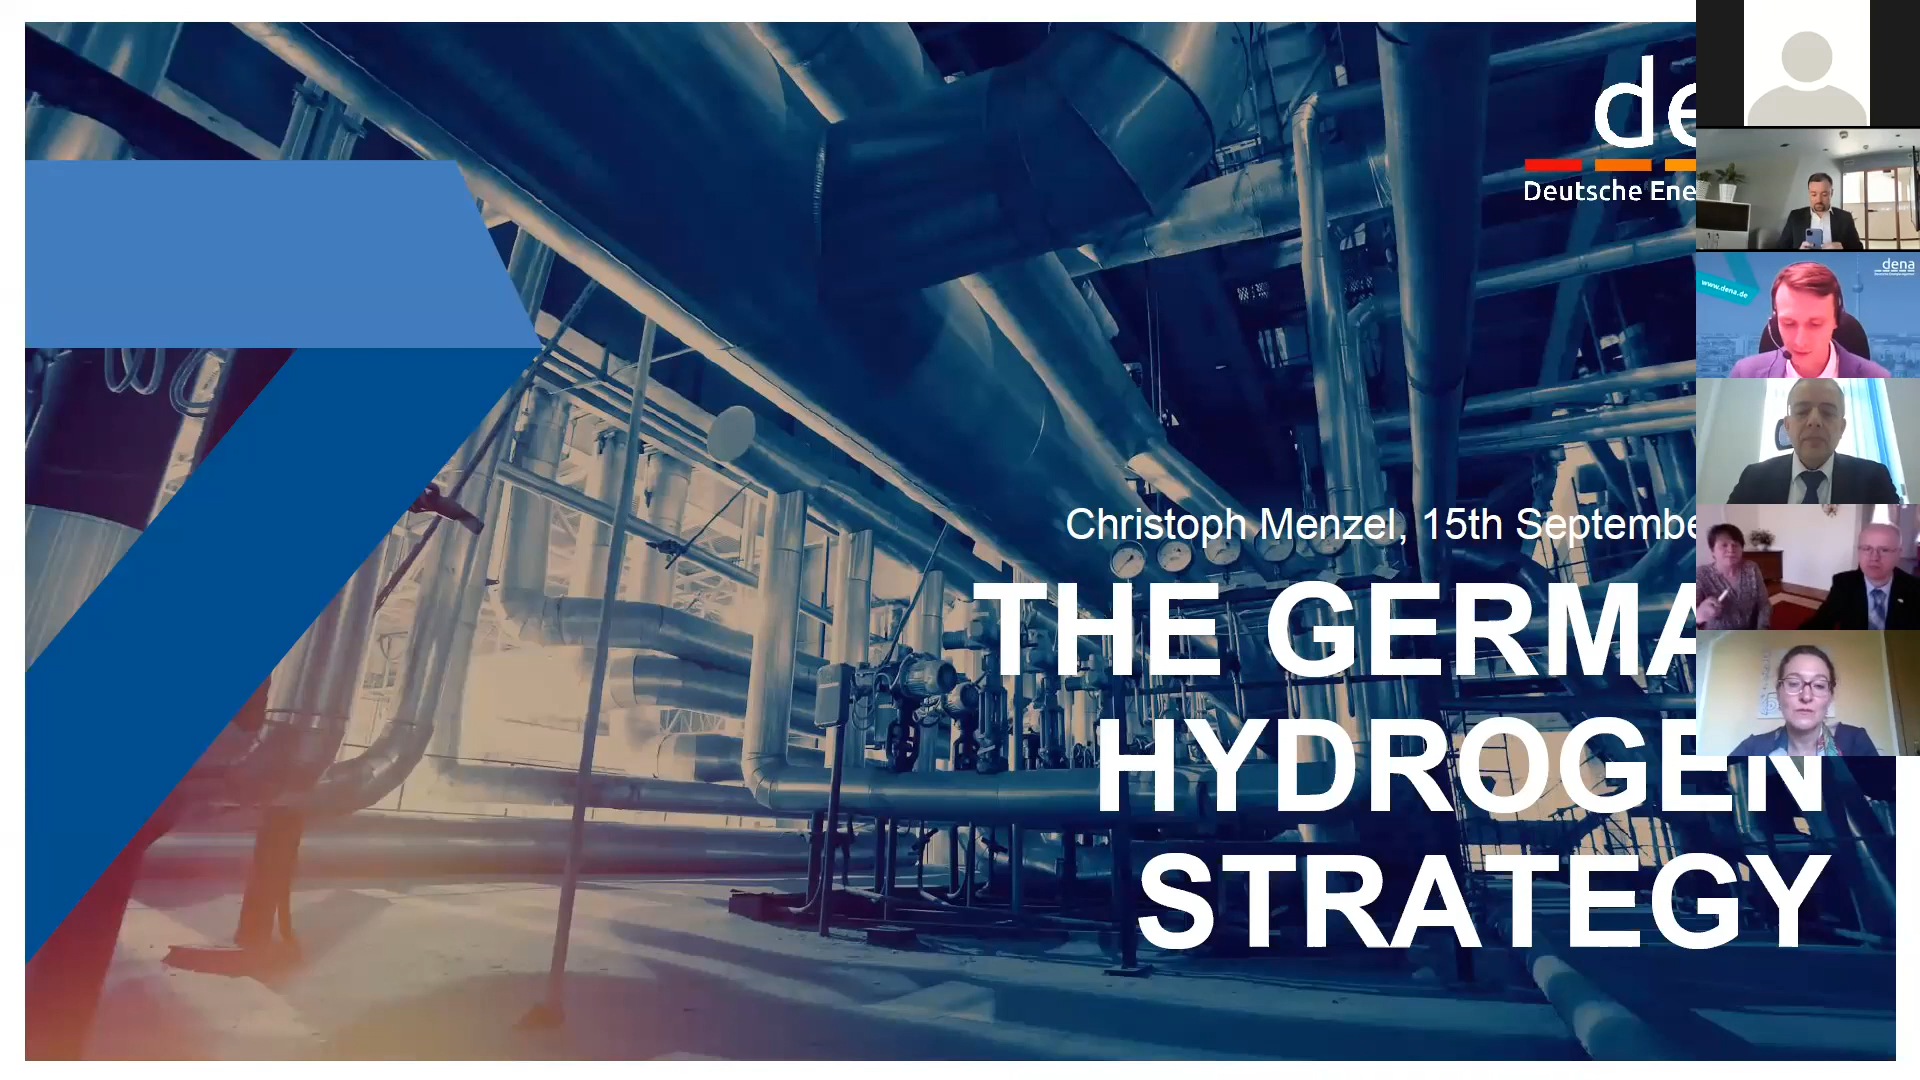 de
Deutsche Ene
Christoph Menzel, 15th Septembe
THE GERMA
HYDROGEN
STRATEGY
dena
www.dena.de